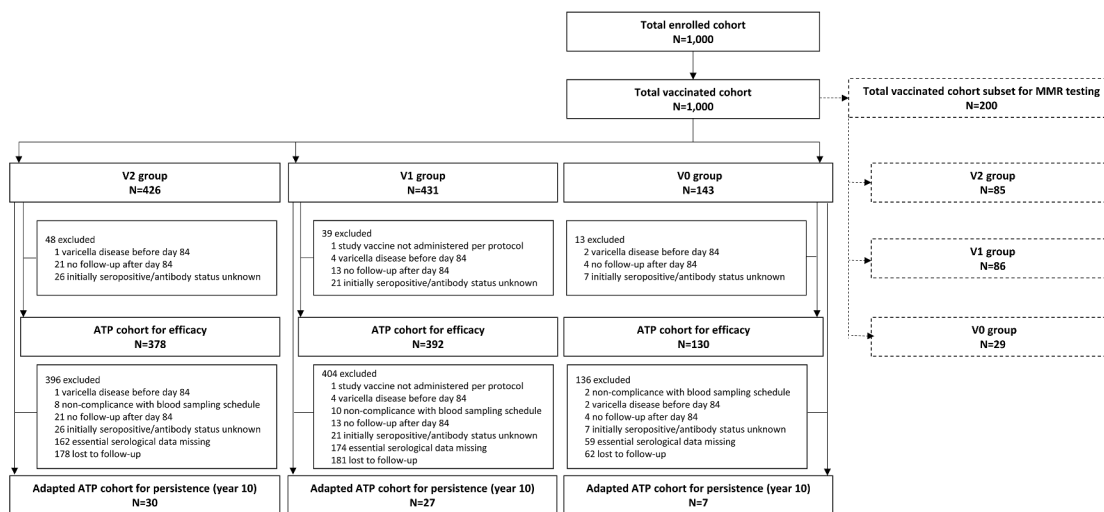 Total enrolled cohort
N=1,000
Total vaccinated cohort
N=1,000
Total vaccinated cohort subset for MMR testing
N=200
V2 group
N=426
V1 group
N=431
V0 group
N=143
V2 group
N=85
48 excluded
1 varicella disease before day 84
21 no follow-up after day 84
26 initially seropositive/antibody status unknown
39 excluded
1 study vaccine not administered per protocol
4 varicella disease before day 84
13 no follow-up after day 84
21 initially seropositive/antibody status unknown
13 excluded
2 varicella disease before day 84
4 no follow-up after day 84
7 initially seropositive/antibody status unknown
V1 group
N=86
ATP cohort for efficacy
N=378
ATP cohort for efficacy
N=392
ATP cohort for efficacy
N=130
V0 group
N=29
396 excluded
1 varicella disease before day 84
8 non-complicance with blood sampling schedule
21 no follow-up after day 84
26 initially seropositive/antibody status unknown
162 essential serological data missing
178 lost to follow-up
404 excluded
1 study vaccine not administered per protocol
4 varicella disease before day 84
10 non-complicance with blood sampling schedule
13 no follow-up after day 84
21 initially seropositive/antibody status unknown
174 essential serological data missing
181 lost to follow-up
136 excluded
2 non-complicance with blood sampling schedule
2 varicella disease before day 84
4 no follow-up after day 84
7 initially seropositive/antibody status unknown
59 essential serological data missing
62 lost to follow-up
Adapted ATP cohort for persistence (year 10)
N=30
Adapted ATP cohort for persistence (year 10)
N=27
Adapted ATP cohort for persistence (year 10)
N=7